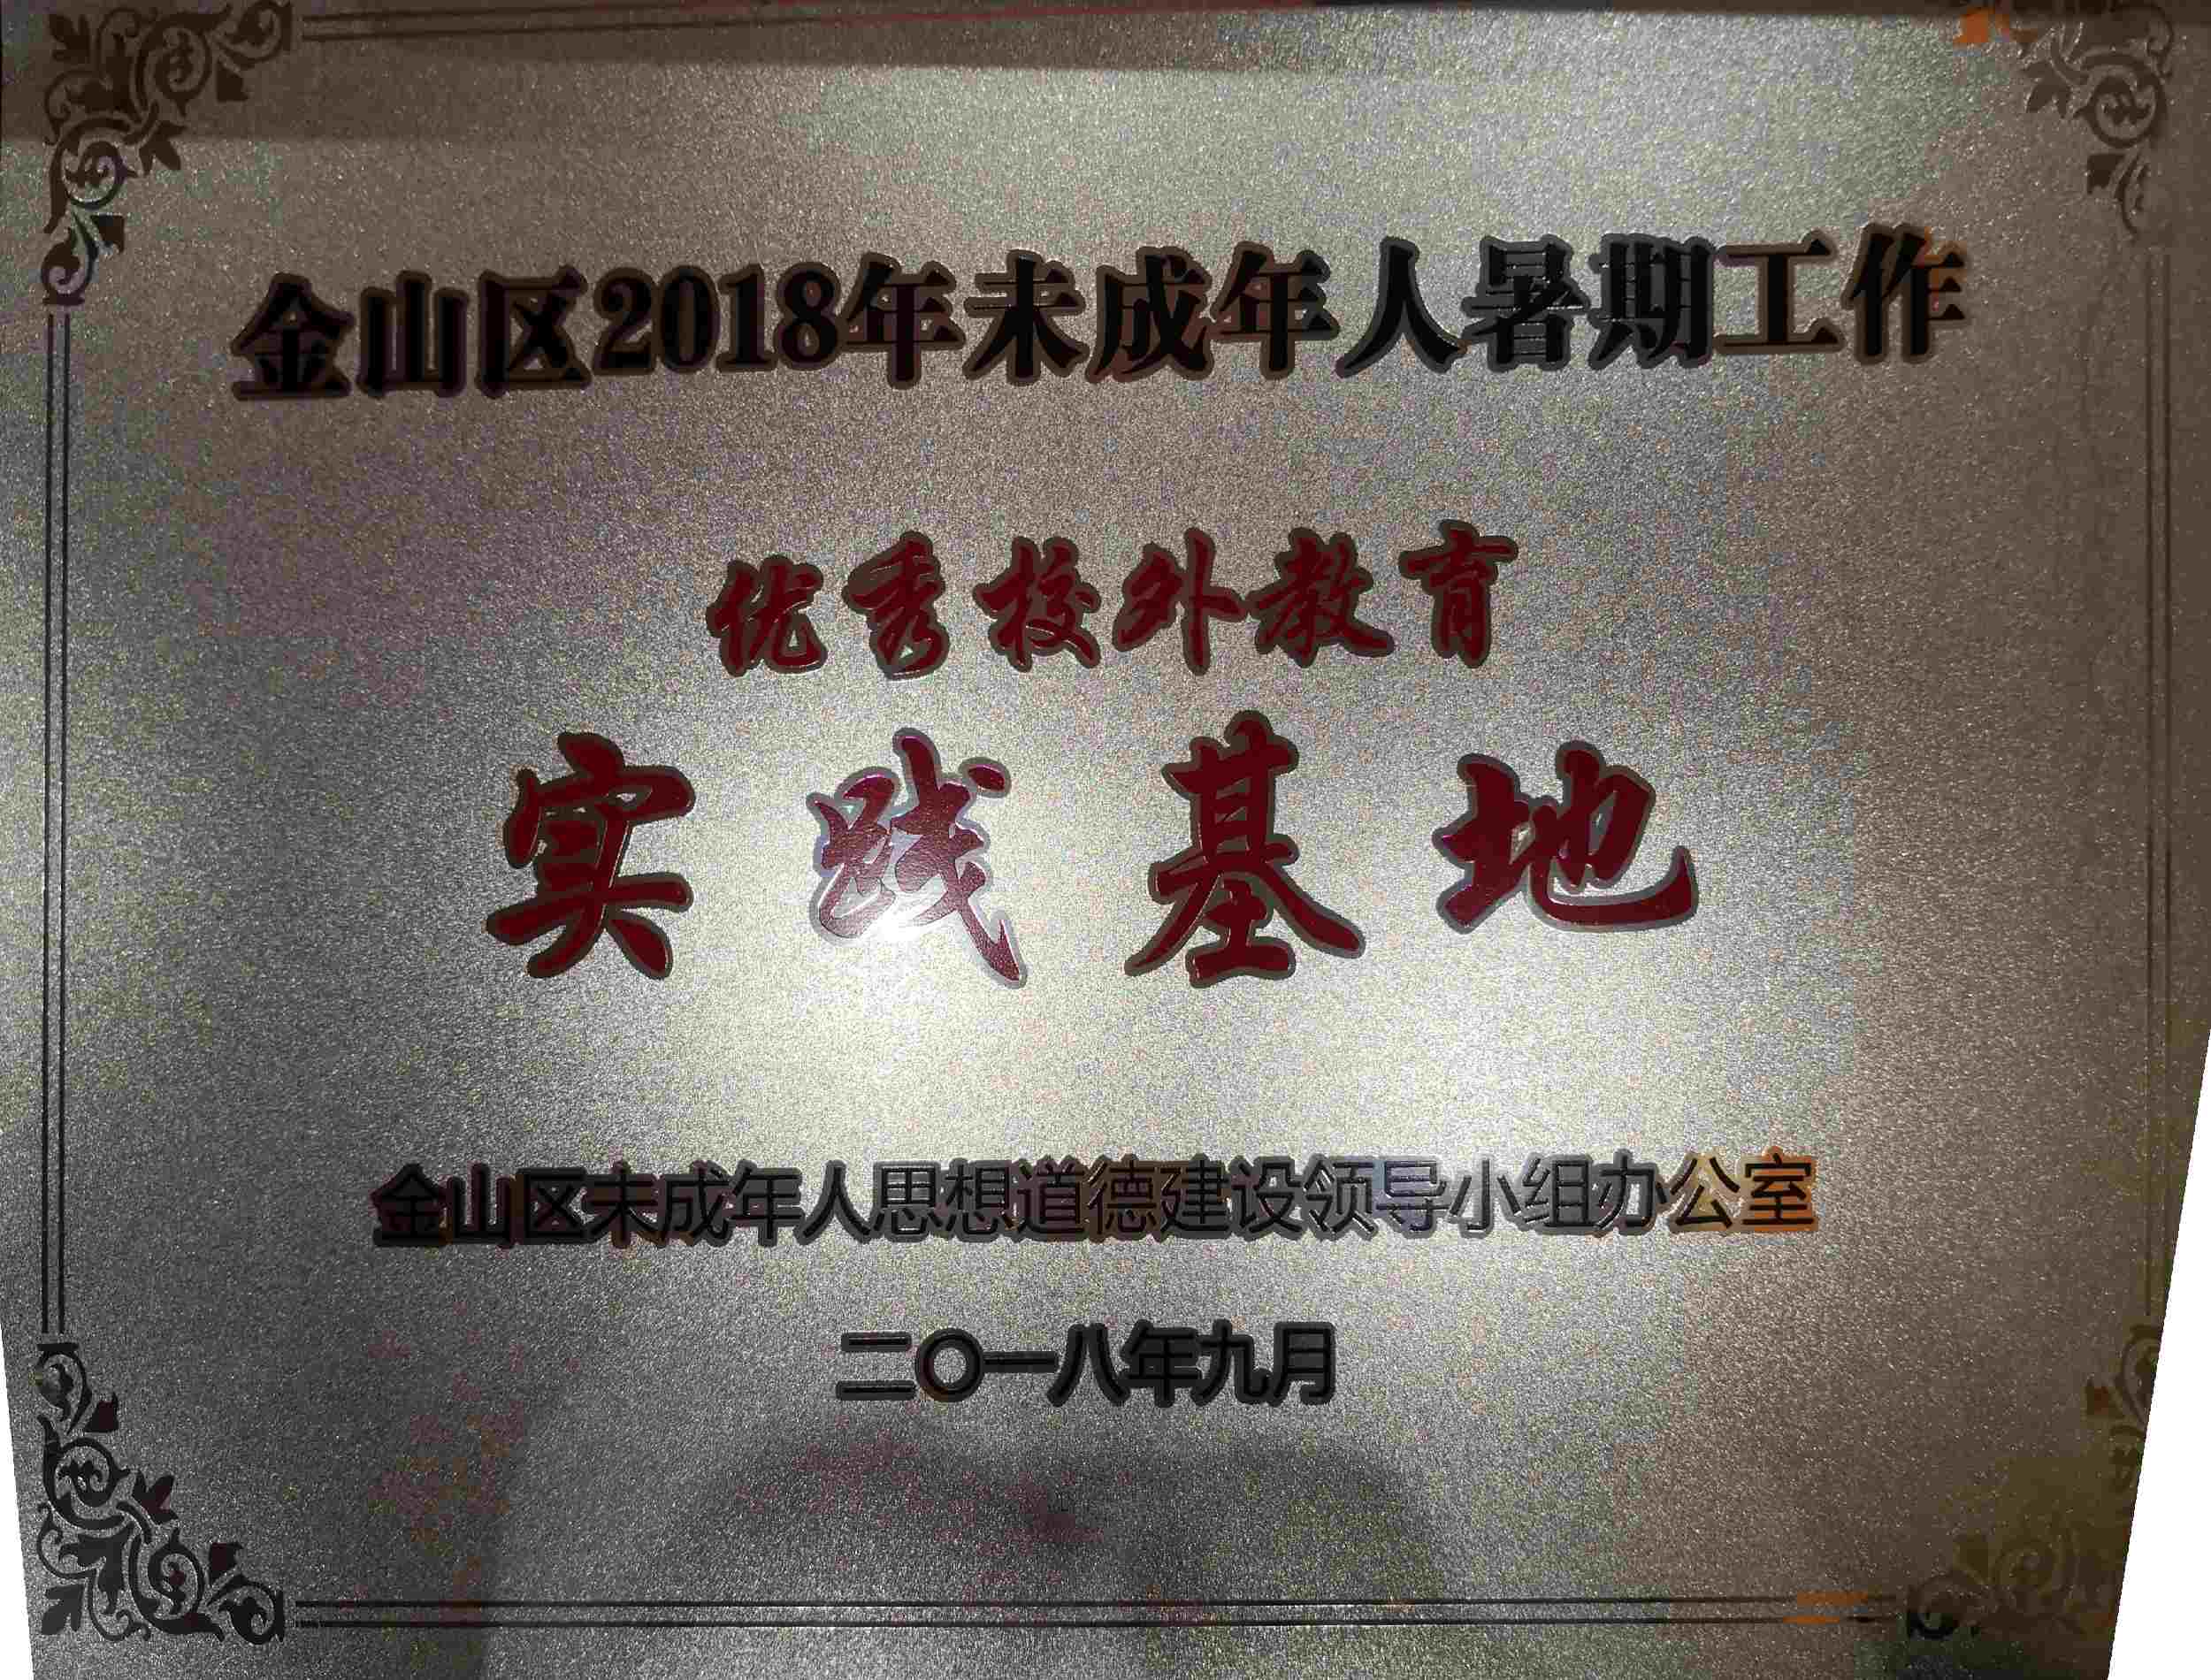 金山区2018年未成年人暑期工作
优秀校外教育
实践基地
金山区未成年人思想道德建设领导小组办公室
二〇一八年九月